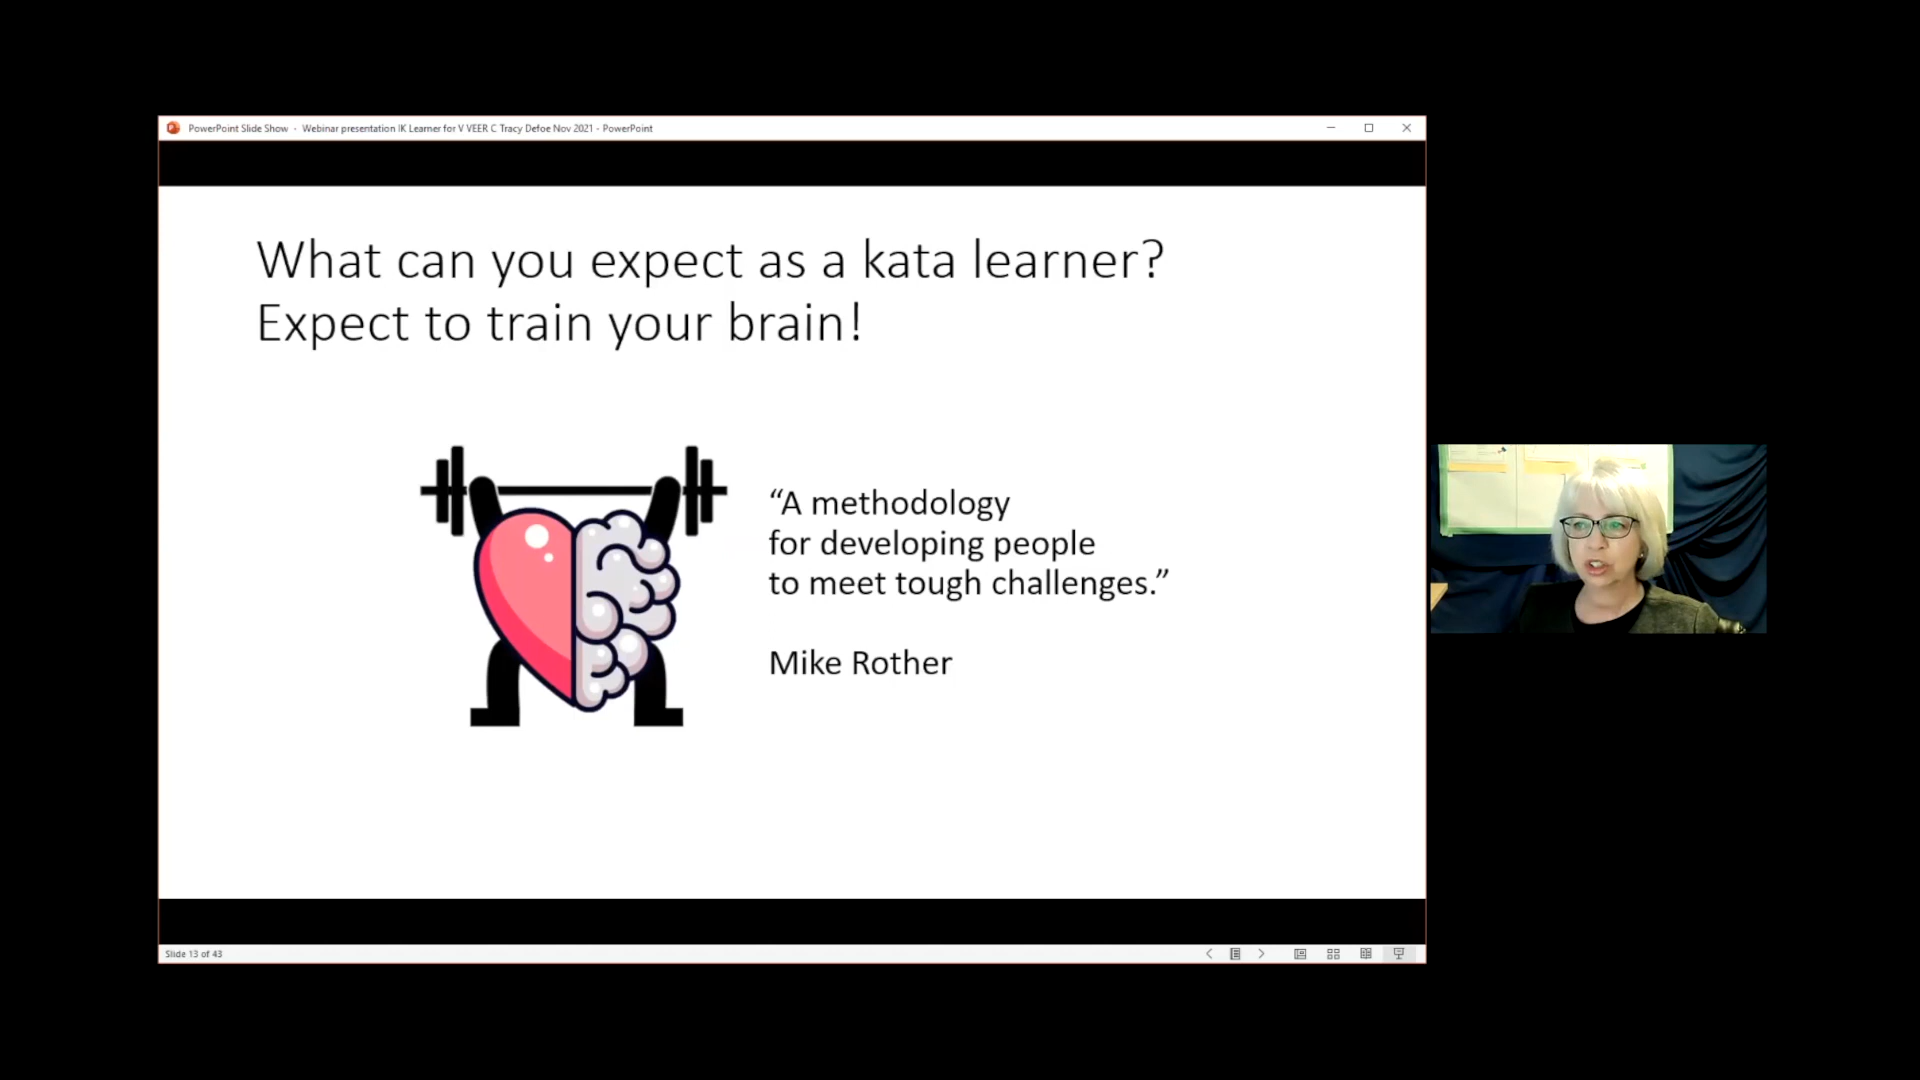 PowerPoint Slide Show - Webinar presentation IK Learner for V VEER C Tracy Defoe Nov 2021 - PowerPoint
What can you expect as a kata learner?
Expect to train your brain!
“A methodology
for developing people
to meet tough challenges.”
Mike Rother
Slide 13 of 43